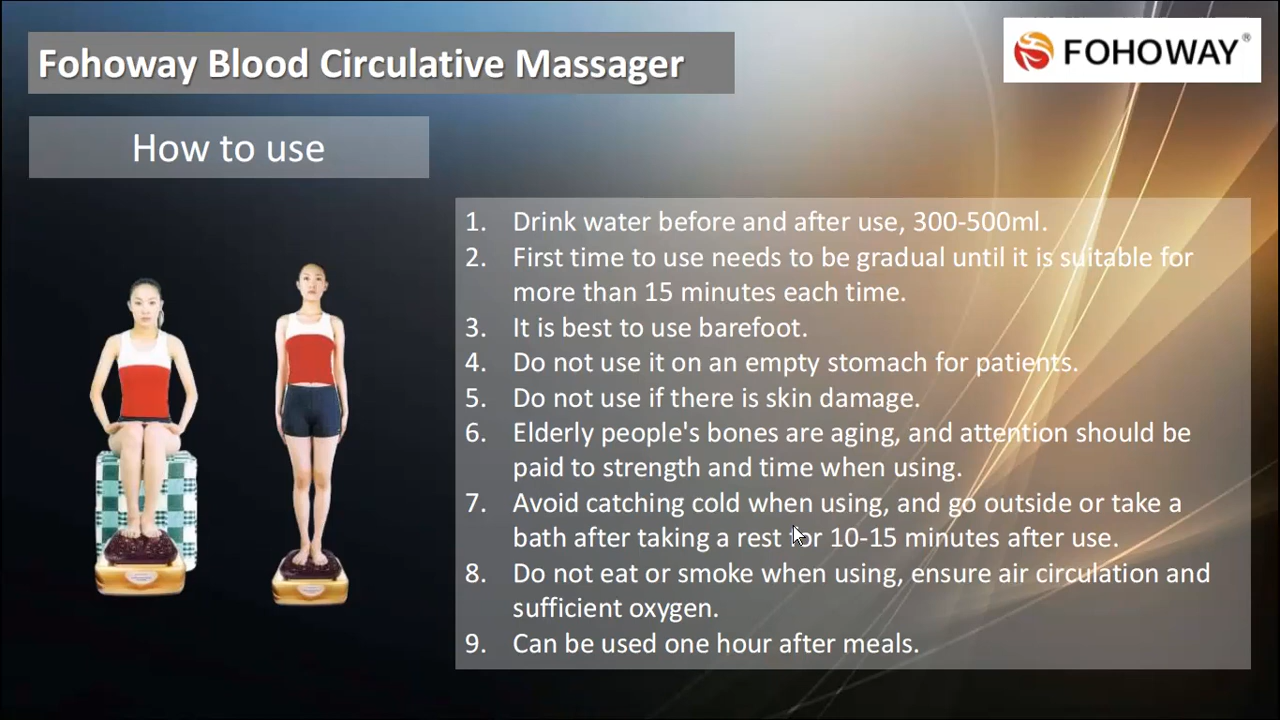 Fohoway Blood Circulative Massager
FOHOWAY®
How to use
1. Drink water before and after use, 300-500ml.
2. First time to use needs to be gradual until it is suitable for
more than 15 minutes each time.
3. It is best to use barefoot.
4. Do not use it on an empty stomach for patients.
5. Do not use if there is skin damage.
6. Elderly people's bones are aging, and attention should be
paid to strength and time when using.
7. Avoid catching cold when using, and go outside or take a
bath after taking a rest for 10-15 minutes after use.
8. Do not eat or smoke when using, ensure air circulation and
sufficient oxygen.
9. Can be used one hour after meals.